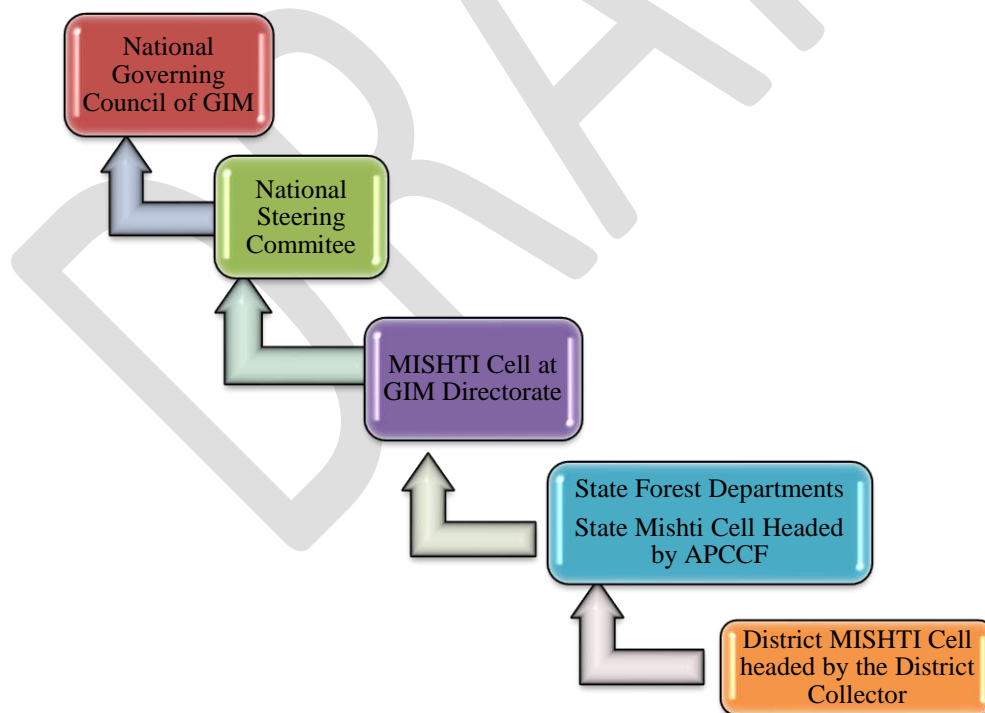 National
Governing
Council of GIM
National
Steering
Commitee
MISHTI Cell at
GIM Directorate
State Forest Departments
State Mishti Cell Headed
by APCCF
District MISHTI Cell
headed by the District
Collector
DRA